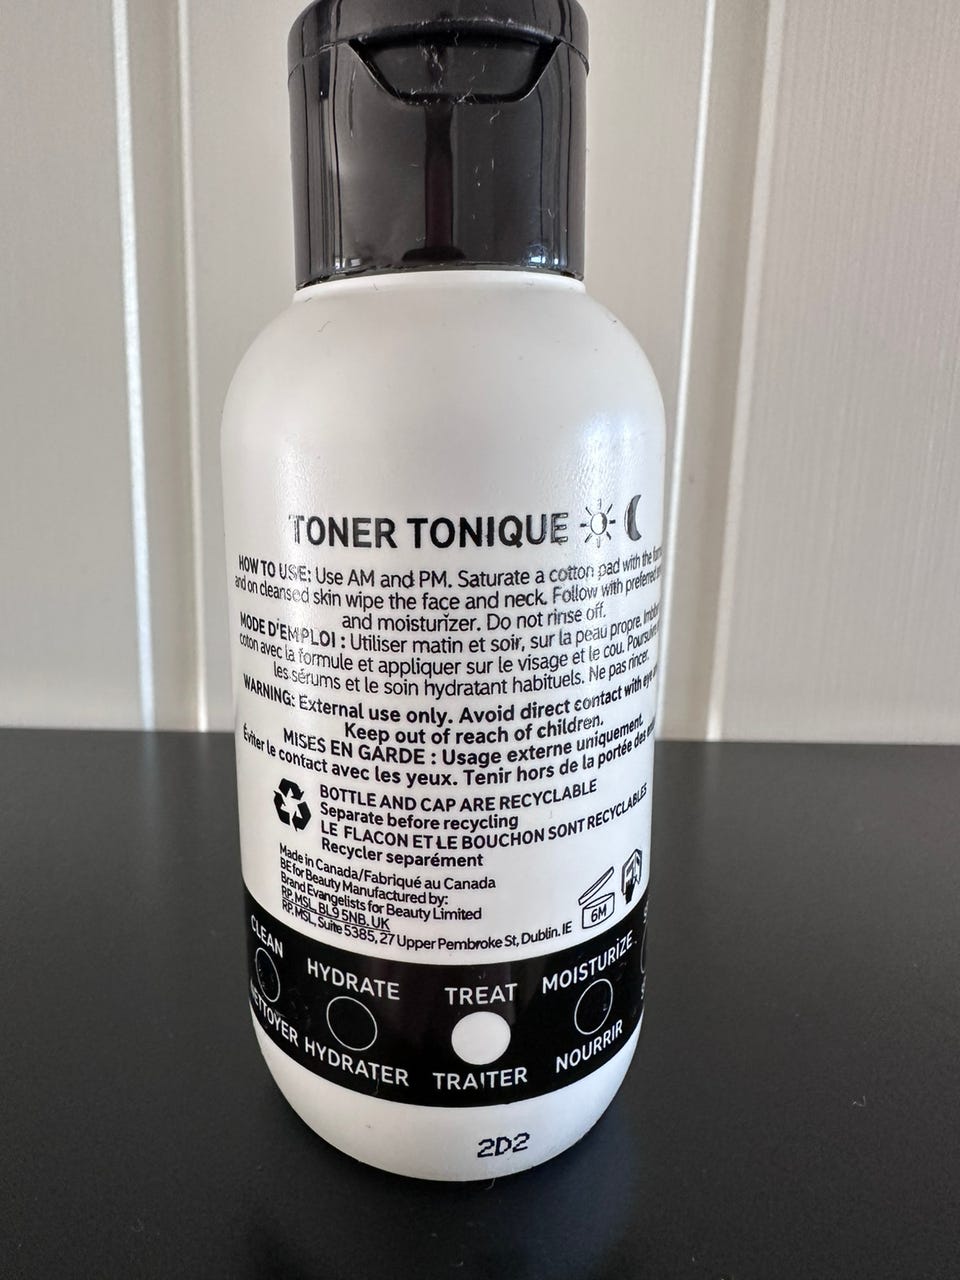 TONER TONIQUE
HOW TO USE: Use AM and PM. Saturate a cotton pad with the
and on cleansed skin wipe the face and neck. Follow with preferred
and moisturizer. Do not rinse off.
MODE D'EMPLOI : Utiliser matin et soir, sur la peau propre.
coton avec la formule et appliquer sur le visage et le cou.
les sérums et le soin hydratant habituels. Ne pas rincer.
WARNING: External use only. Avoid direct contact with eye
Keep out of reach of children.
MISES EN GARDE : Usage externe uniquement.
Éviter le contact avec les yeux. Tenir hors de la portée des
BOTTLE AND CAP ARE RECYCLABLE
Separate before recycling
LE FLACON ET LE BOUCHON SONT RECYCLABLES
Recycler separément
Made in Canada/Fabriqué au Canada
BE for Beauty Manufactured by:
Brand Evangelists for Beauty Limited
RP. MSL, BL9 5NB. UK
RP. MSL, Suite 5385, 27 Upper Pembroke St, Dublin. IE
6M
CLEAN HYDRATE TREAT MOISTURIZE
NETTOYER HYDRATER TRAITER NOURRIR
2D2